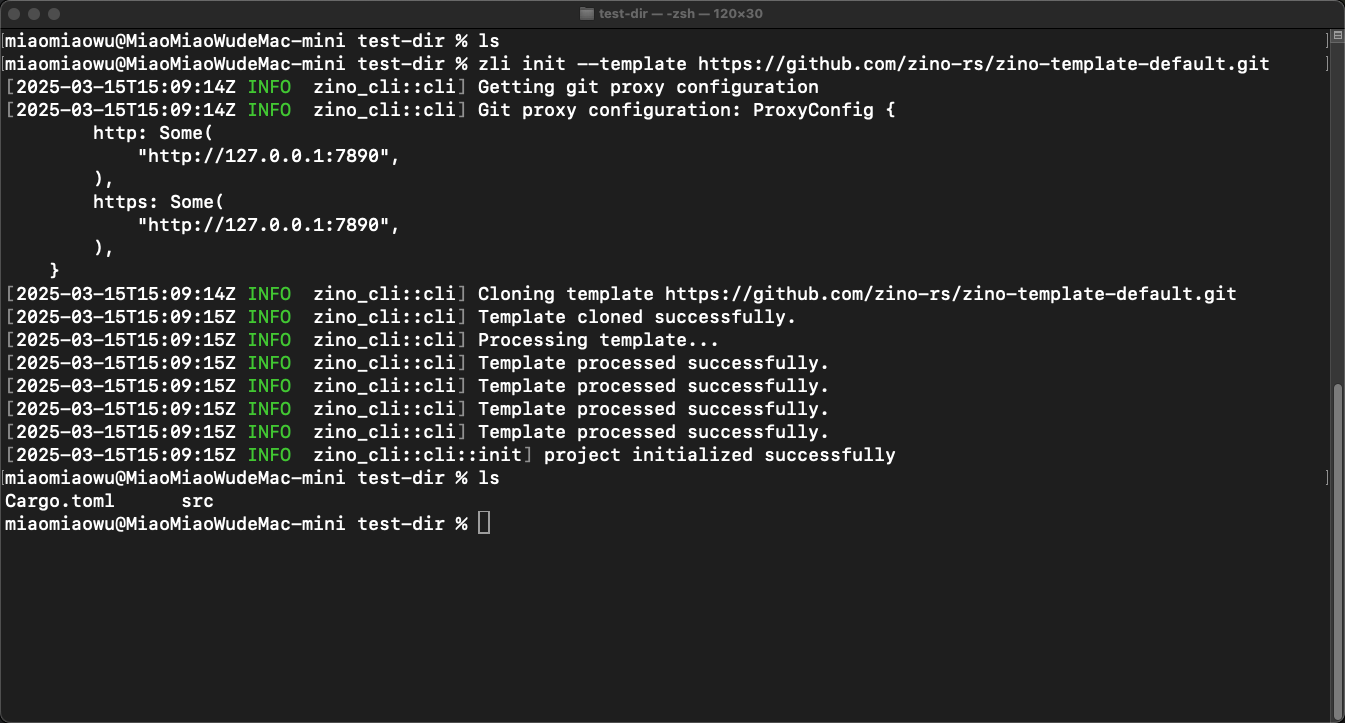 test-dir — -zsh — 120×30
miaomiaowu@MiaoMiaoWudeMac-mini test-dir % ls
miaomiaowu@MiaoMiaoWudeMac-mini test-dir % zli init --template https://github.com/zino-rs/zino-template-default.git
[2025-03-15T15:09:14Z INFO  zino_cli::cli] Getting git proxy configuration
[2025-03-15T15:09:14Z INFO  zino_cli::cli] Git proxy configuration: ProxyConfig {
        http: Some(
            "http://127.0.0.1:7890",
        ),
        https: Some(
            "http://127.0.0.1:7890",
        ),
    }
[2025-03-15T15:09:14Z INFO  zino_cli::cli] Cloning template https://github.com/zino-rs/zino-template-default.git
[2025-03-15T15:09:15Z INFO  zino_cli::cli] Template cloned successfully.
[2025-03-15T15:09:15Z INFO  zino_cli::cli] Processing template...
[2025-03-15T15:09:15Z INFO  zino_cli::cli] Template processed successfully.
[2025-03-15T15:09:15Z INFO  zino_cli::cli] Template processed successfully.
[2025-03-15T15:09:15Z INFO  zino_cli::cli] Template processed successfully.
[2025-03-15T15:09:15Z INFO  zino_cli::cli] Template processed successfully.
[2025-03-15T15:09:15Z INFO  zino_cli::cli::init] project initialized successfully
miaomiaowu@MiaoMiaoWudeMac-mini test-dir % ls
Cargo.toml      src
miaomiaowu@MiaoMiaoWudeMac-mini test-dir %